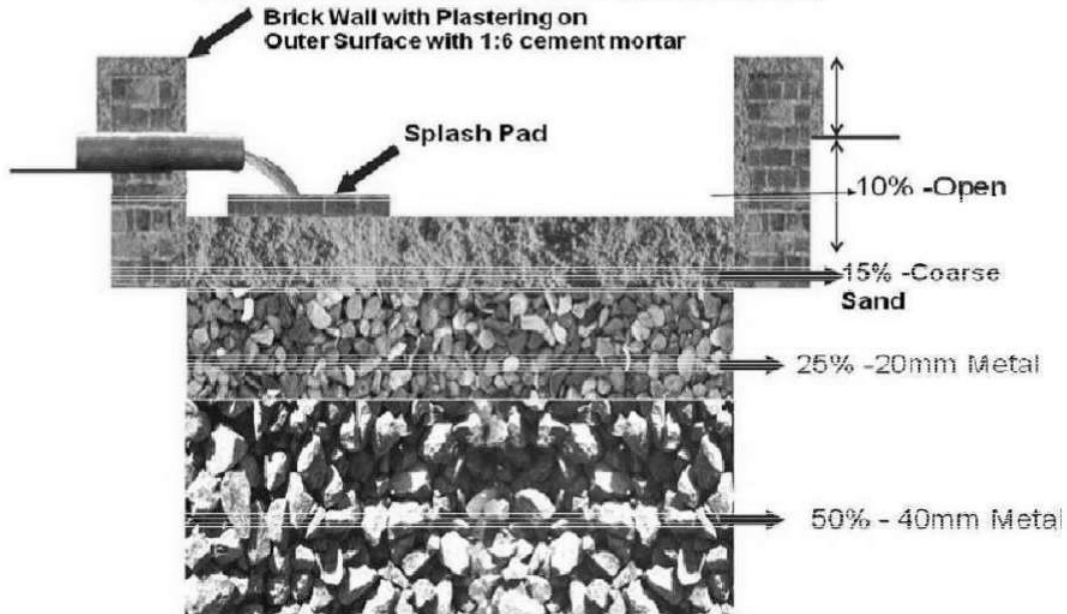 Brick Wall with Plastering on
Outer Surface with 1:6 cement mortar
Splash Pad
10% -Open
15% -Coarse
Sand
25% -20mm Metal
50% - 40mm Metal